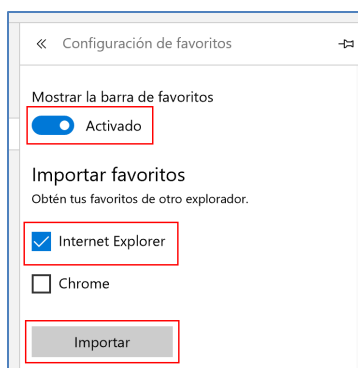 Configuración de favoritos
Mostrar la barra de favoritos
Activado
Importar favoritos
Obtén tus favoritos de otro explorador.
Internet Explorer
Chrome
Importar